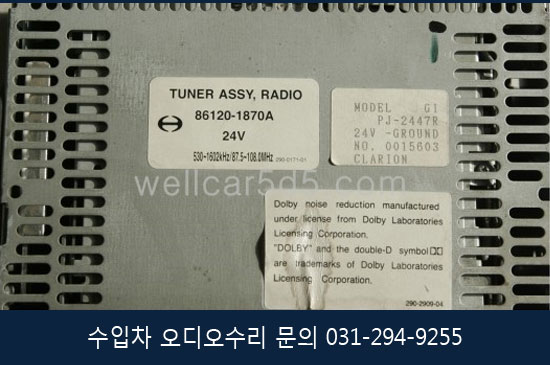 TUNER ASSY, RADIO
86120-1870A
24V
530-1602kHz/87.5-108.0MHz 290-0171-01
MODEL G1
PJ-2447R
24V -GROUND
NO. 0015603
CLARION
wellcar5d5.com
Dolby noise reduction manufactured
under license from Dolby Laboratories
Licensing Corporation.
"DOLBY" and the double-D symbol
are trademarks of Dolby Laboratories
Licensing Corporation.
290-2909-04
수입차 오디오수리 문의 031-294-9255